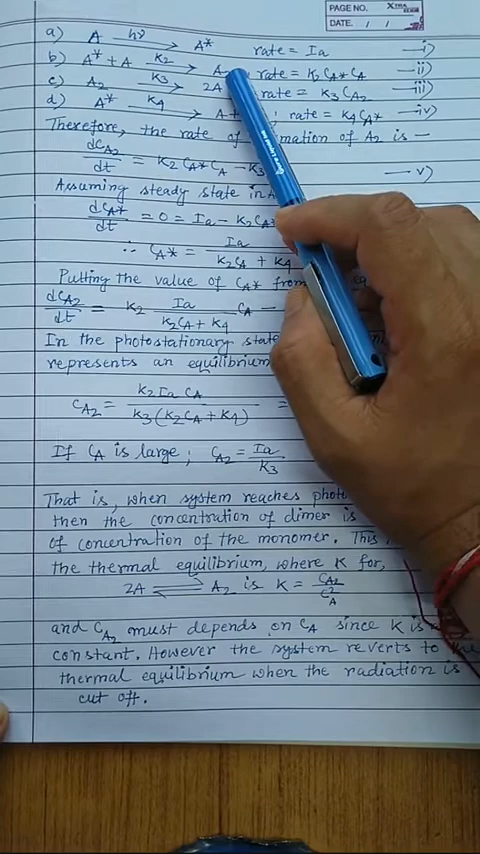 PAGE NO.
DATE. / /
a) A hν → A* rate = Ia —i)
b) A* + A K2 → A rate = K2 CA* CA —ii)
c) A2 K3 → 2A rate = K3 CA2 —iii)
d) A* K4 → A + ; rate = K4 CA* —iv)
Therefore, the rate of mation of A2 is —
dCA2/dt = K2 CA* CA - K3 —v)
Assuming steady state in A
dCA*/dt = 0 = Ia - K2 CA*
∴ CA* = Ia/(K2CA + K4
Putting the value of CA* from
dCA2/dt = K2 Ia/(K2CA + K4) CA -
In the photostationary stat
represents an equilibrium
CA2 = K2 Ia CA/(K3(K2CA + K4)) =
If CA is large; CA2 = Ia/K3
That is, when system reaches phot
then the concentration of dimer is
of concentration of the monomer. This
the thermal equilibrium, where K for,
2A ⇌ A2 is K = CA2/C²A
and CA2 must depends on CA since K is
constant. However the system reverts to the
thermal equilibrium when the radiation is
cut off.